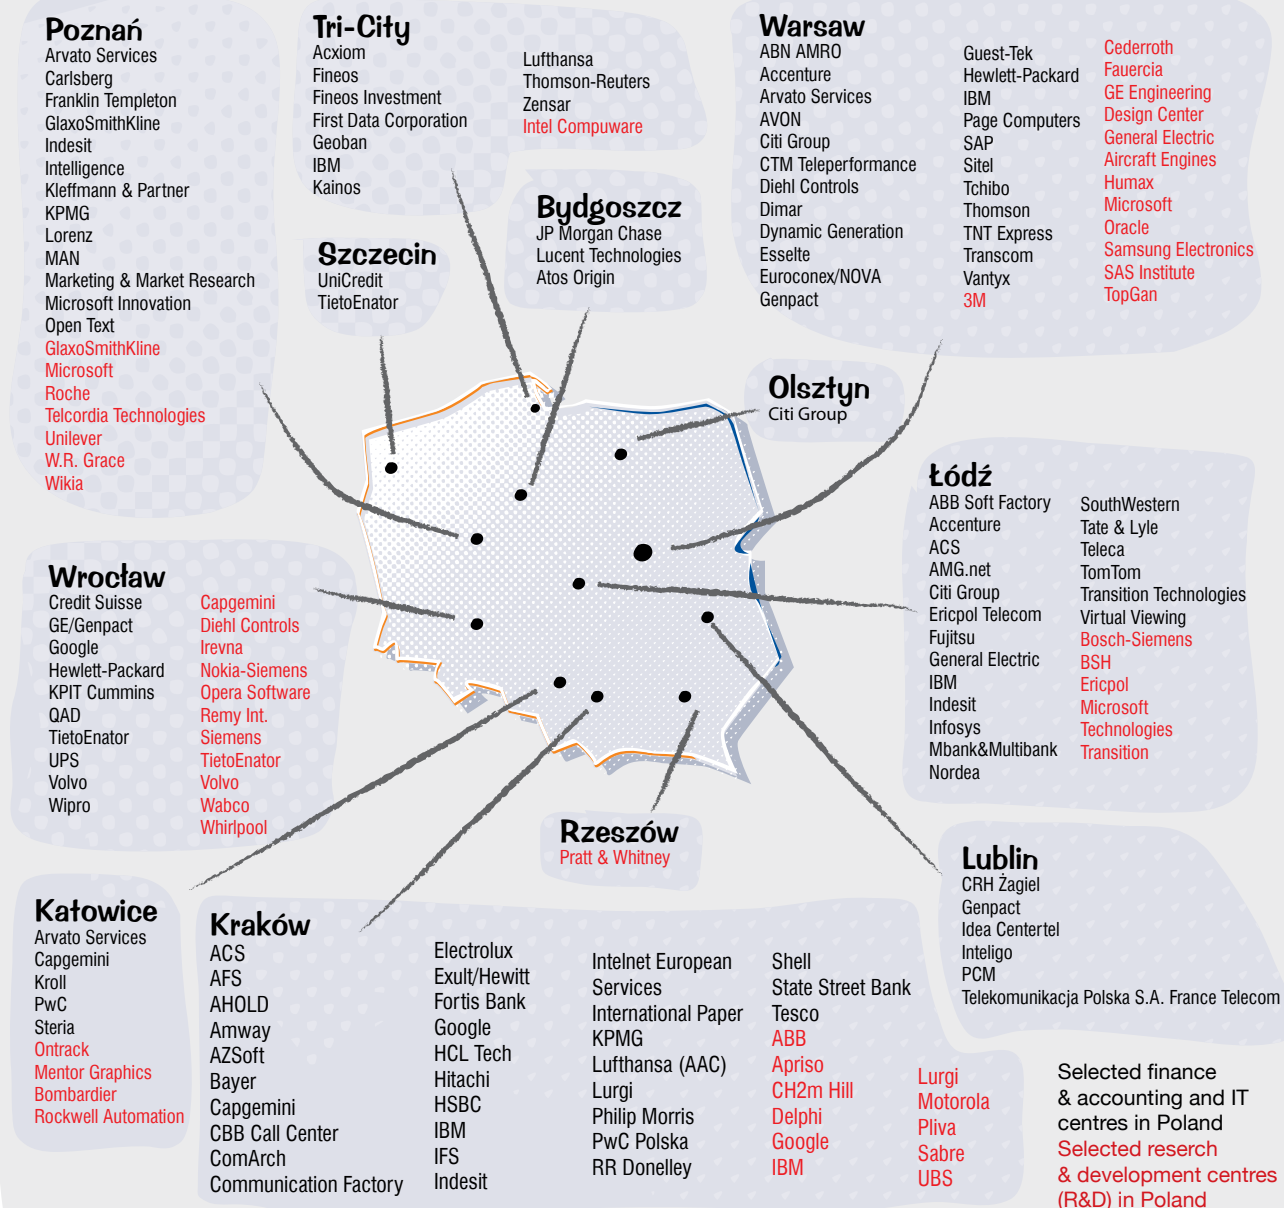 Poznań
Arvato Services
Carlsberg
Franklin Templeton
GlaxoSmithKline
Indesit
Intelligence
Kleffmann & Partner
KPMG
Lorenz
MAN
Marketing & Market Research
Microsoft Innovation
Open Text
GlaxoSmithKline
Microsoft
Roche
Telcordia Technologies
Unilever
W.R. Grace
Wikia
Tri-City
Acxiom
Fineos
Fineos Investment
First Data Corporation
Geoban
IBM
Kainos
Lufthansa
Thomson-Reuters
Zensar
Intel Compuware
Szczecin
UniCredit
TietoEnator
Bydgoszcz
JP Morgan Chase
Lucent Technologies
Atos Origin
Warsaw
ABN AMRO
Accenture
Arvato Services
AVON
Citi Group
CTM Teleperformance
Diehl Controls
Dimar
Dynamic Generation
Esselte
Euroconex/NOVA
Genpact
Guest-Tek
Hewlett-Packard
IBM
Page Computers
SAP
Sitel
Tchibo
Thomson
TNT Express
Transcom
Vantyx
3M
Cederroth
Fauercia
GE Engineering
Design Center
General Electric
Aircraft Engines
Humax
Microsoft
Oracle
Samsung Electronics
SAS Institute
TopGan
Olsztyn
Citi Group
Łódź
ABB Soft Factory
Accenture
ACS
AMG.net
Citi Group
Ericpol Telecom
Fujitsu
General Electric
IBM
Indesit
Infosys
Mbank&Multibank
Nordea
SouthWestern
Tate & Lyle
Teleca
TomTom
Transition Technologies
Virtual Viewing
Bosch-Siemens
BSH
Ericpol
Microsoft
Technologies
Transition
Wrocław
Credit Suisse
GE/Genpact
Google
Hewlett-Packard
KPIT Cummins
QAD
TietoEnator
UPS
Volvo
Wipro
Capgemini
Diehl Controls
Irevna
Nokia-Siemens
Opera Software
Remy Int.
Siemens
TietoEnator
Volvo
Wabco
Whirlpool
Rzeszów
Pratt & Whitney
Lublin
CRH Żagiel
Genpact
Idea Centertel
Inteligo
PCM
Telekomunikacja Polska S.A. France Telecom
Katowice
Arvato Services
Capgemini
Kroll
PwC
Steria
Ontrack
Mentor Graphics
Bombardier
Rockwell Automation
Kraków
ACS
AFS
AHOLD
Amway
AZSoft
Bayer
Capgemini
CBB Call Center
ComArch
Communication Factory
Electrolux
Exult/Hewitt
Fortis Bank
Google
HCL Tech
Hitachi
HSBC
IBM
IFS
Indesit
Intelnet European
Services
International Paper
KPMG
Lufthansa (AAC)
Lurgi
Philip Morris
PwC Polska
RR Donelley
Shell
State Street Bank
Tesco
ABB
Apriso
CH2m Hill
Delphi
Google
IBM
Lurgi
Motorola
Pliva
Sabre
UBS
Selected finance
& accounting and IT
centres in Poland
Selected reserch
& development centres
(R&D) in Poland